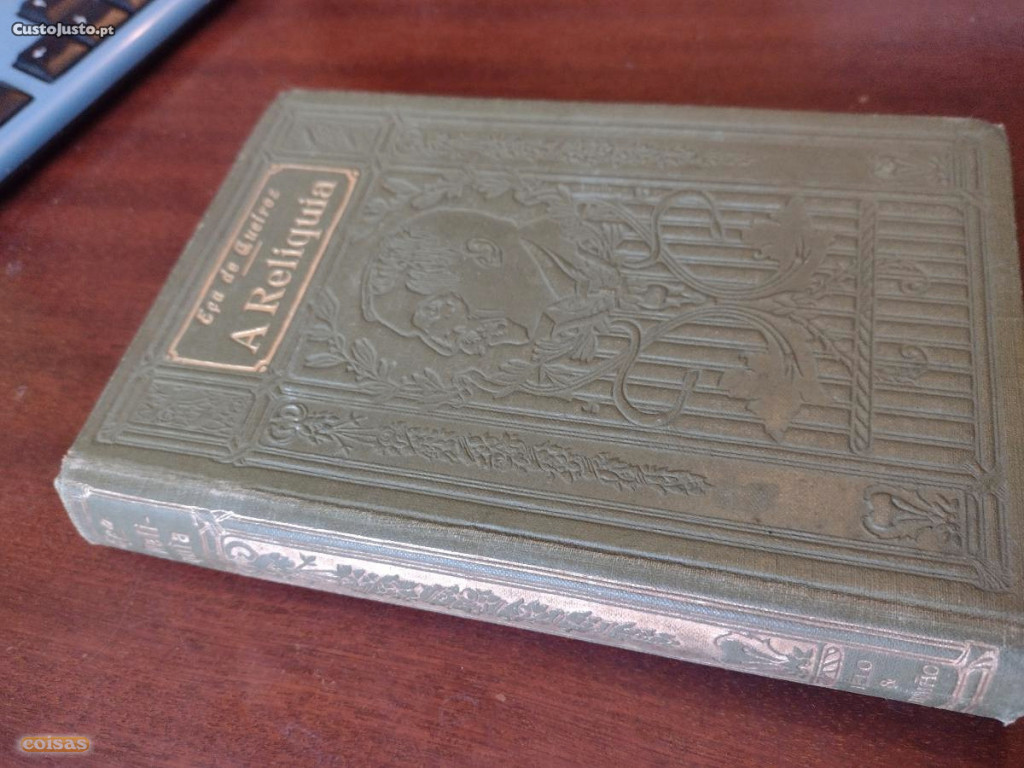 CustoJusto.pt
Eça de Queiroz
A Reliquia
&
coisas